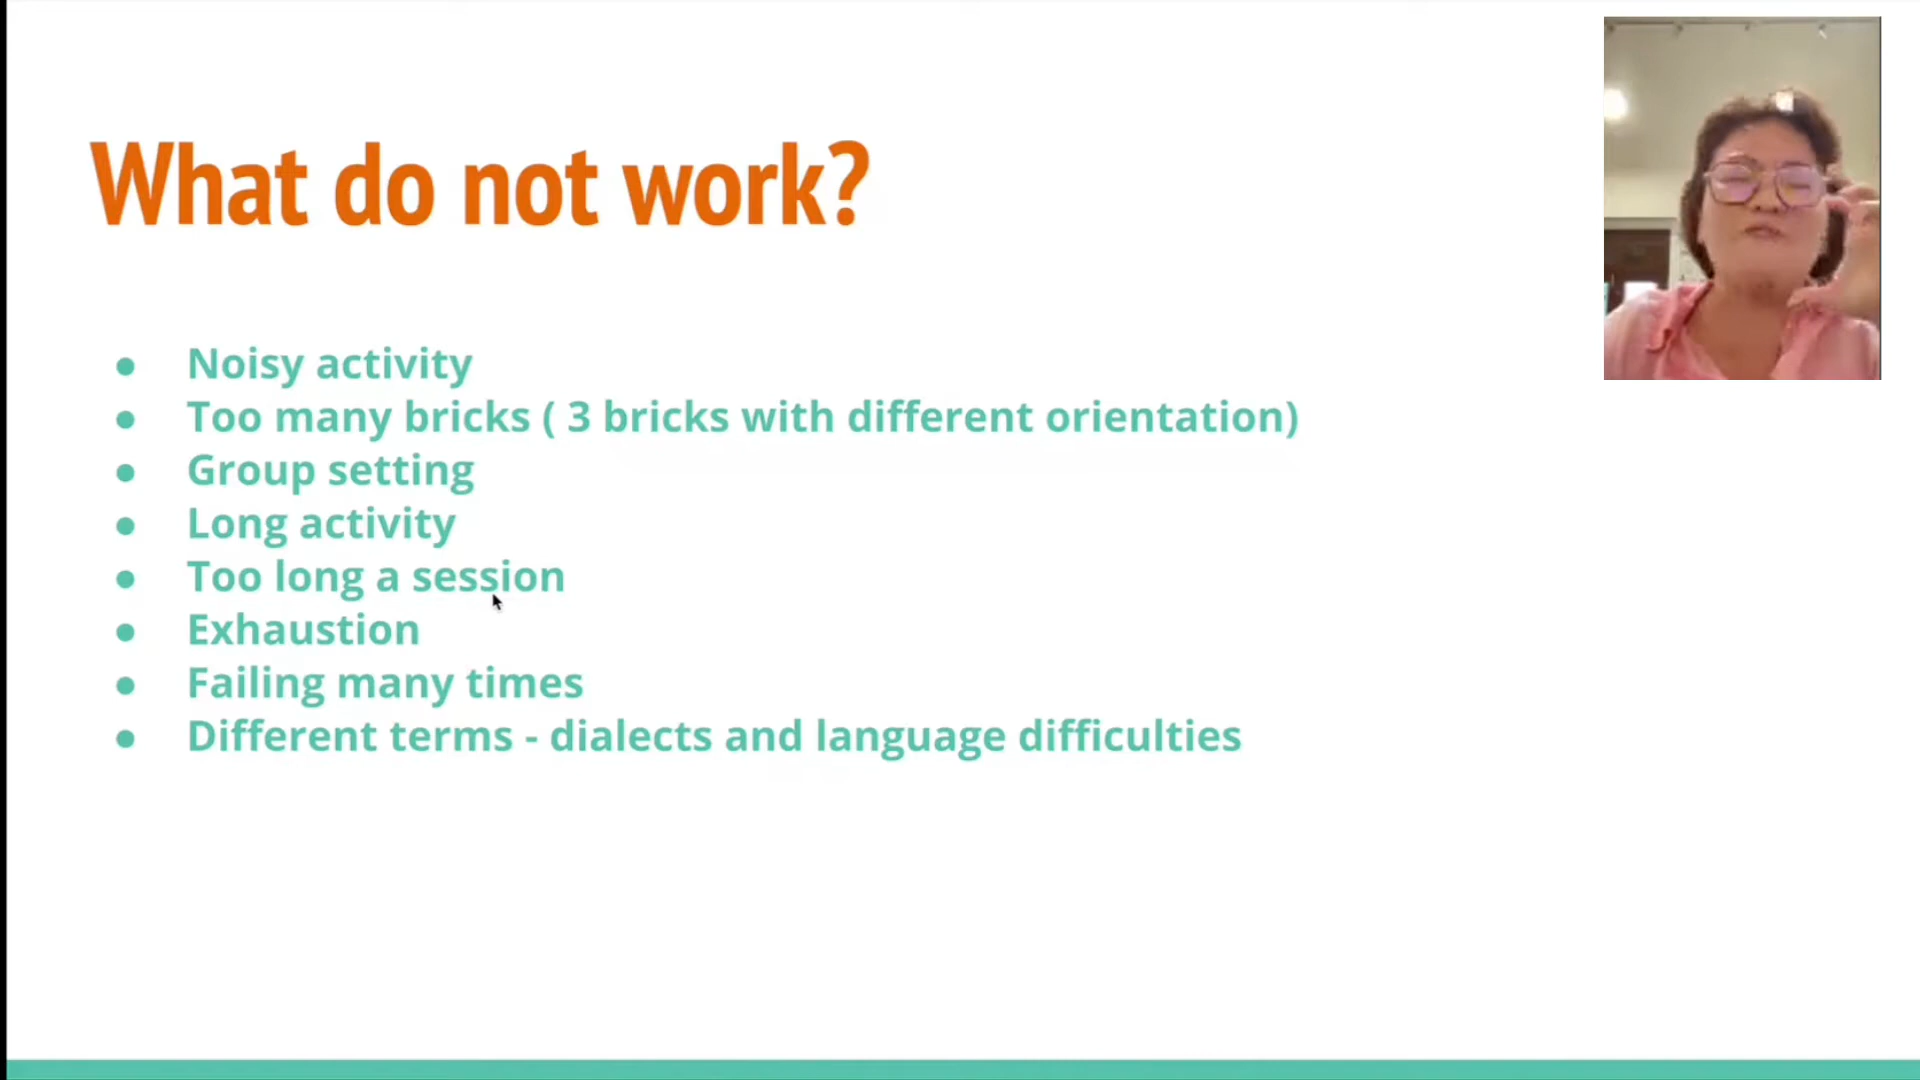 What do not work?
● Noisy activity
● Too many bricks ( 3 bricks with different orientation)
● Group setting
● Long activity
● Too long a session
● Exhaustion
● Failing many times
● Different terms - dialects and language difficulties